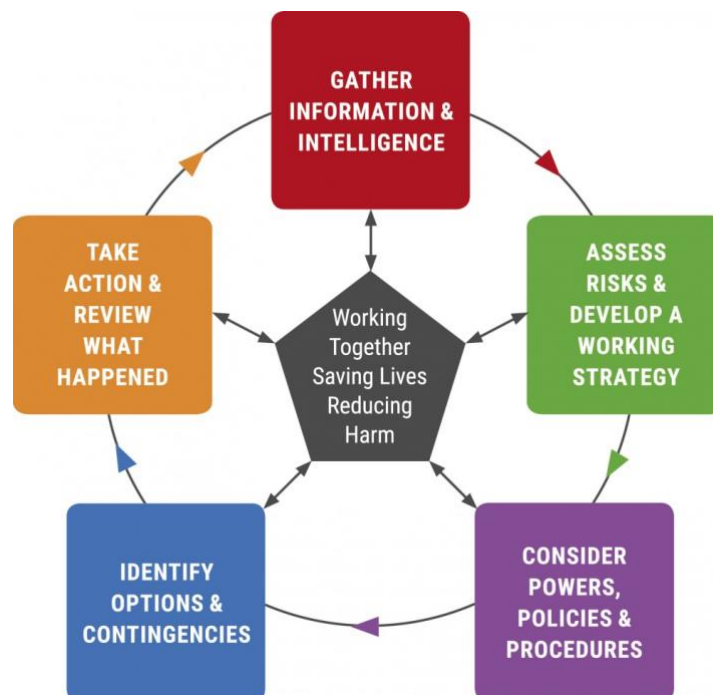 GATHER
INFORMATION &
INTELLIGENCE
ASSESS
RISKS &
DEVELOP A
WORKING
STRATEGY
CONSIDER
POWERS,
POLICIES &
PROCEDURES
IDENTIFY
OPTIONS &
CONTINGENCIES
TAKE
ACTION &
REVIEW
WHAT
HAPPENED
Working
Together
Saving Lives
Reducing
Harm